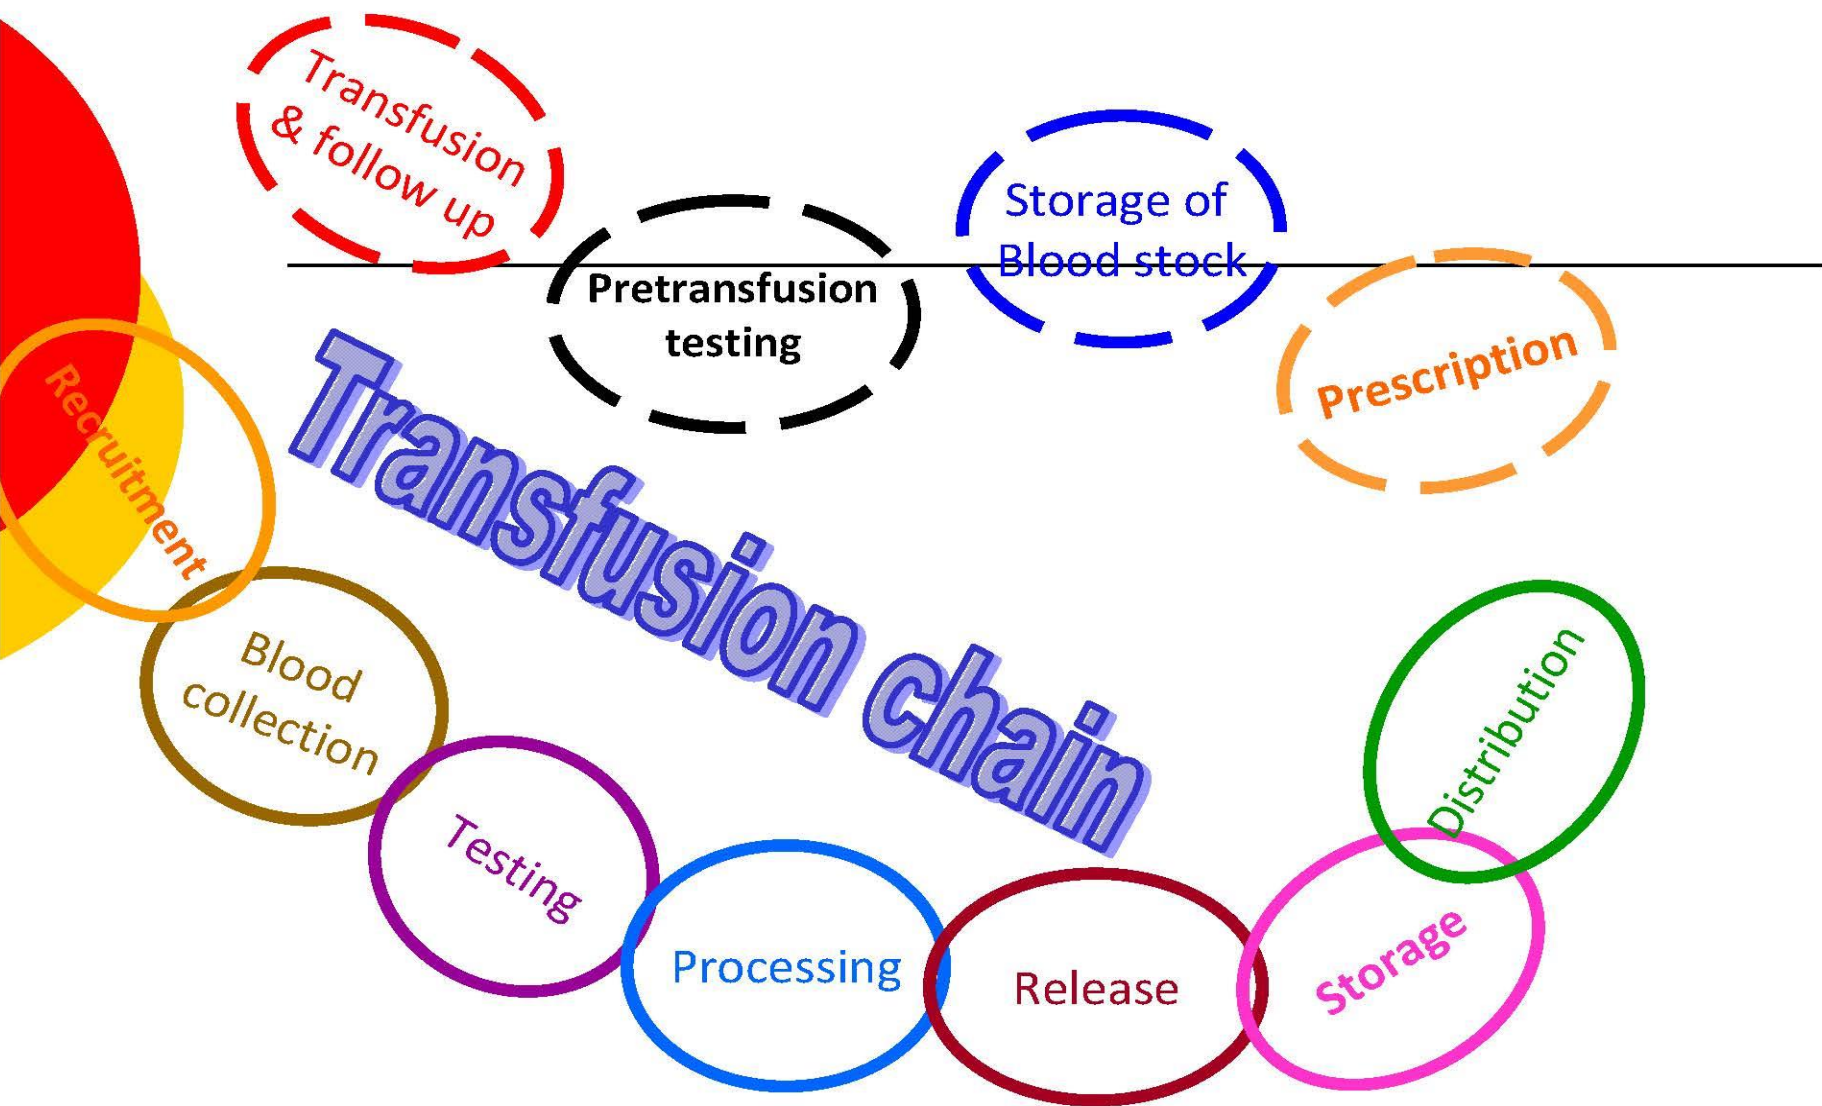 Transfusion
& follow up
Storage of
Blood stock
Pretransfusion
testing
Prescription
Recruitment
Transfusion chain
Blood
collection
Distribution
Testing
Processing
Release
Storage